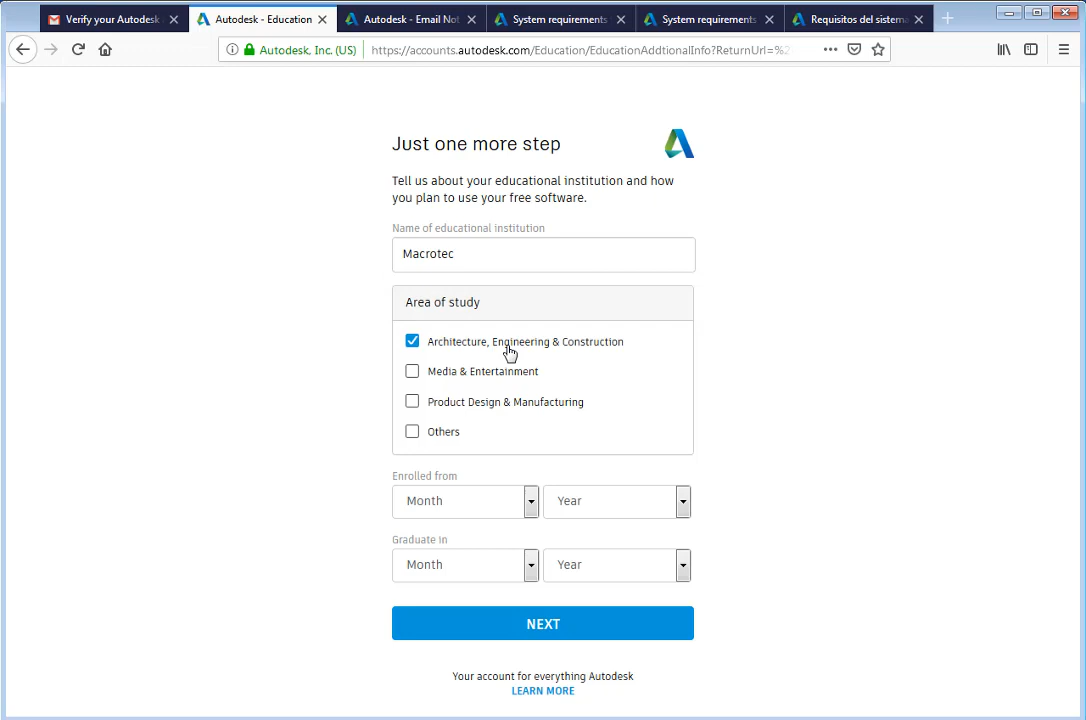 Verify your Autodesk
Autodesk - Education
Autodesk - Email Not
System requirements
System requirements
Requisitos del sistema
Autodesk, Inc. (US)
https://accounts.autodesk.com/Education/EducationAddtionalInfo?ReturnUrl=%2
Just one more step
Tell us about your educational institution and how
you plan to use your free software.
Name of educational institution
Macrotec
Area of study
Architecture, Engineering & Construction
Media & Entertainment
Product Design & Manufacturing
Others
Enrolled from
Month Year
Graduate in
Month Year
NEXT
Your account for everything Autodesk
LEARN MORE